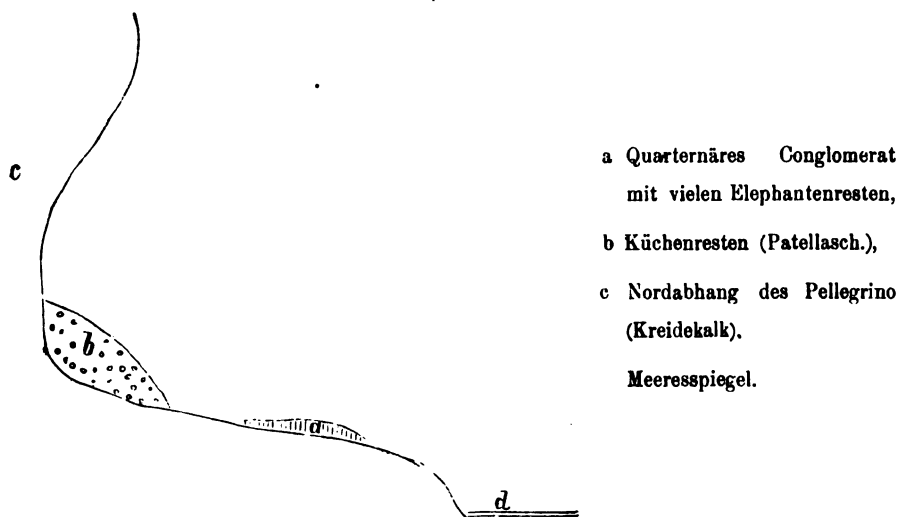 c
b
a
d
a Quarternäres Conglomerat
mit vielen Elephantenresten,
b Küchenresten (Patellasch.),
c Nordabhang des Pellegrino
(Kreidekalk).
Meeresspiegel.